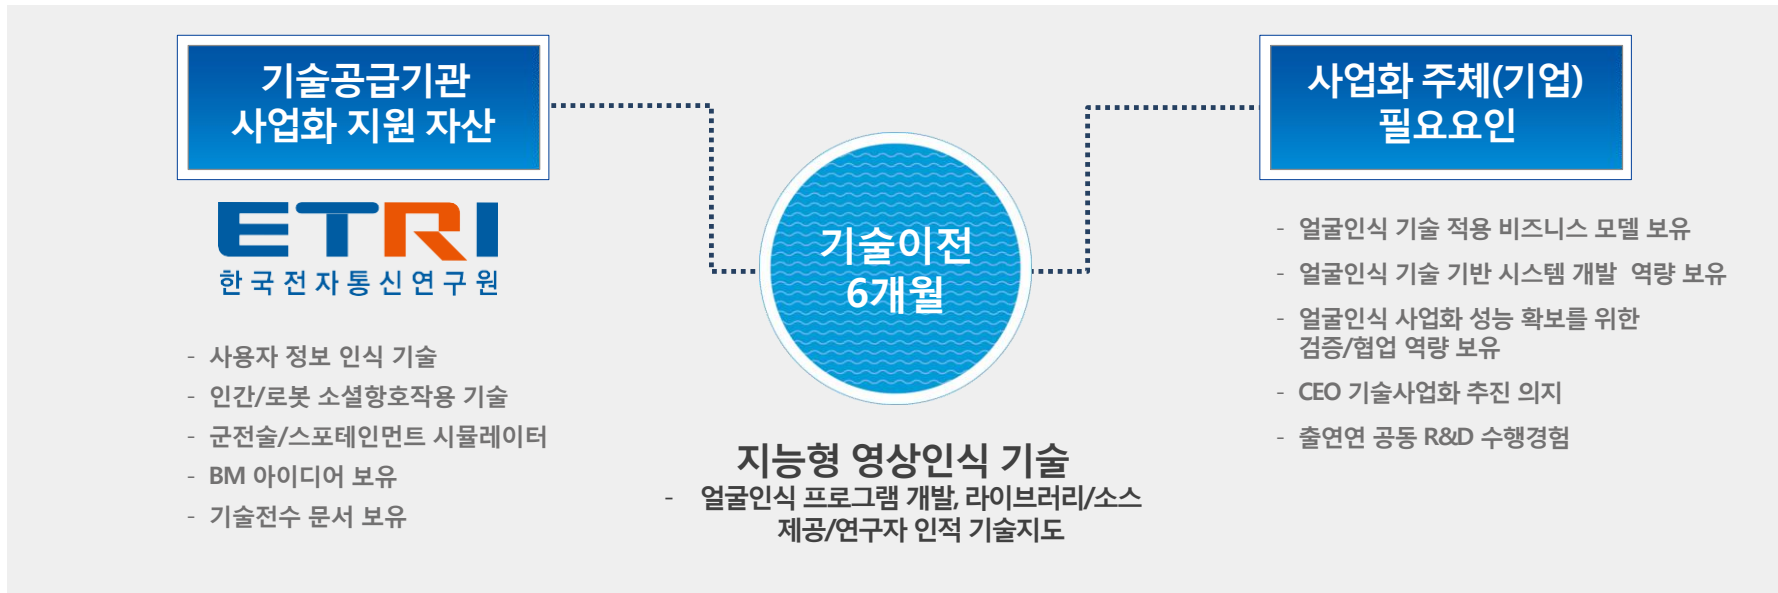 기술공급기관
사업화 지원 자산
ETRI
한국전자통신연구원
- 사용자 정보 인식 기술
- 인간/로봇 소셜항호작용 기술
- 군전술/스포테인먼트 시뮬레이터
- BM 아이디어 보유
- 기술전수 문서 보유
기술이전
6개월
지능형 영상인식 기술
- 얼굴인식 프로그램 개발, 라이브러리/소스
제공/연구자 인적 기술지도
사업화 주체(기업)
필요요인
- 얼굴인식 기술 적용 비즈니스 모델 보유
- 얼굴인식 기술 기반 시스템 개발 역량 보유
- 얼굴인식 사업화 성능 확보를 위한
검증/협업 역량 보유
- CEO 기술사업화 추진 의지
- 출연연 공동 R&D 수행경험